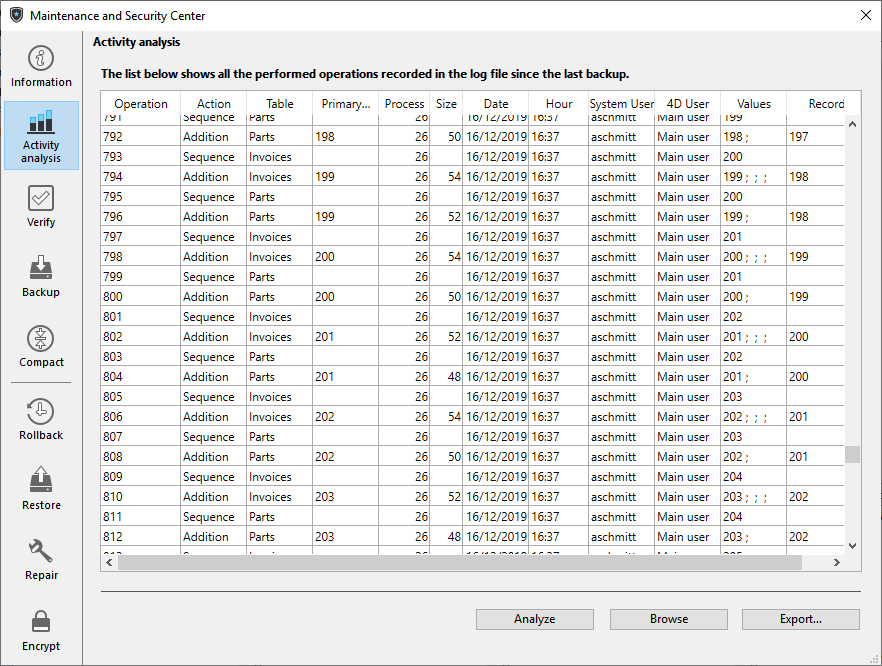 Maintenance and Security Center
Information
Activity
analysis
Verify
Backup
Compact
Rollback
Restore
Repair
Encrypt
Activity analysis
The list below shows all the performed operations recorded in the log file since the last backup.
Operation Action Table Primary... Process Size Date Hour System User 4D User Values Record
791 Sequence Parts 26 16/12/2019 16:37 aschmitt Main user 199
792 Addition Parts 198 26 50 16/12/2019 16:37 aschmitt Main user 198 ; 197
793 Sequence Invoices 26 16/12/2019 16:37 aschmitt Main user 200
794 Addition Invoices 199 26 54 16/12/2019 16:37 aschmitt Main user 199 ; ; ; 198
795 Sequence Parts 26 16/12/2019 16:37 aschmitt Main user 200
796 Addition Parts 199 26 52 16/12/2019 16:37 aschmitt Main user 199 ; 198
797 Sequence Invoices 26 16/12/2019 16:37 aschmitt Main user 201
798 Addition Invoices 200 26 54 16/12/2019 16:37 aschmitt Main user 200 ; ; ; 199
799 Sequence Parts 26 16/12/2019 16:37 aschmitt Main user 201
800 Addition Parts 200 26 50 16/12/2019 16:37 aschmitt Main user 200 ; 199
801 Sequence Invoices 26 16/12/2019 16:37 aschmitt Main user 202
802 Addition Invoices 201 26 52 16/12/2019 16:37 aschmitt Main user 201 ; ; ; 200
803 Sequence Parts 26 16/12/2019 16:37 aschmitt Main user 202
804 Addition Parts 201 26 48 16/12/2019 16:37 aschmitt Main user 201 ; 200
805 Sequence Invoices 26 16/12/2019 16:37 aschmitt Main user 203
806 Addition Invoices 202 26 54 16/12/2019 16:37 aschmitt Main user 202 ; ; ; 201
807 Sequence Parts 26 16/12/2019 16:37 aschmitt Main user 203
808 Addition Parts 202 26 50 16/12/2019 16:37 aschmitt Main user 202 ; 201
809 Sequence Invoices 26 16/12/2019 16:37 aschmitt Main user 204
810 Addition Invoices 203 26 52 16/12/2019 16:37 aschmitt Main user 203 ; ; ; 202
811 Sequence Parts 26 16/12/2019 16:37 aschmitt Main user 204
812 Addition Parts 203 26 48 16/12/2019 16:37 aschmitt Main user 203 ; 202
Analyze
Browse
Export...